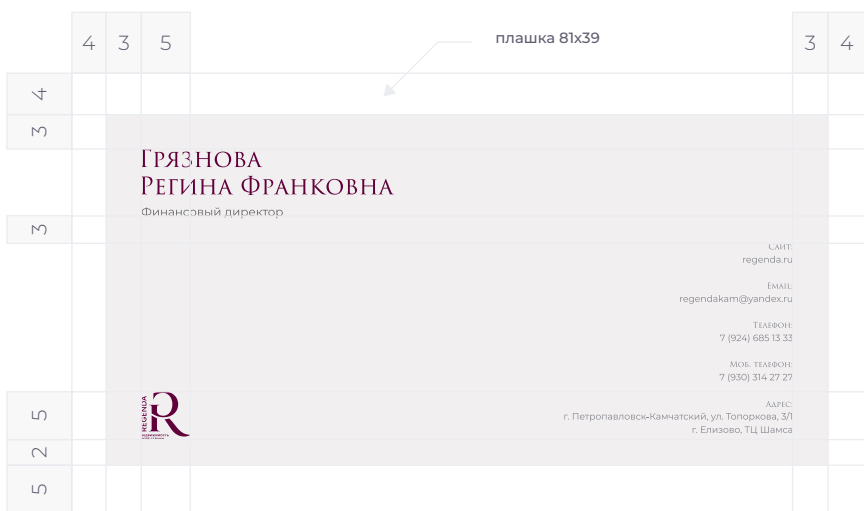 4 3 5
плашка 81х39
3 4
4
3
Грязнова
Регина Франковна
Финансовый директор
3
Сайт:
regenda.ru
Email:
regendakam@yandex.ru
Телефон:
7 (924) 685 13 33
Моб. телефон:
7 (930) 314 27 27
5
REGENDA
R
НЕДВИЖИМОСТЬ
Адрес:
г. Петропавловск-Камчатский, ул. Топоркова, 3/1
г. Елизово, ТЦ Шамса
2
5